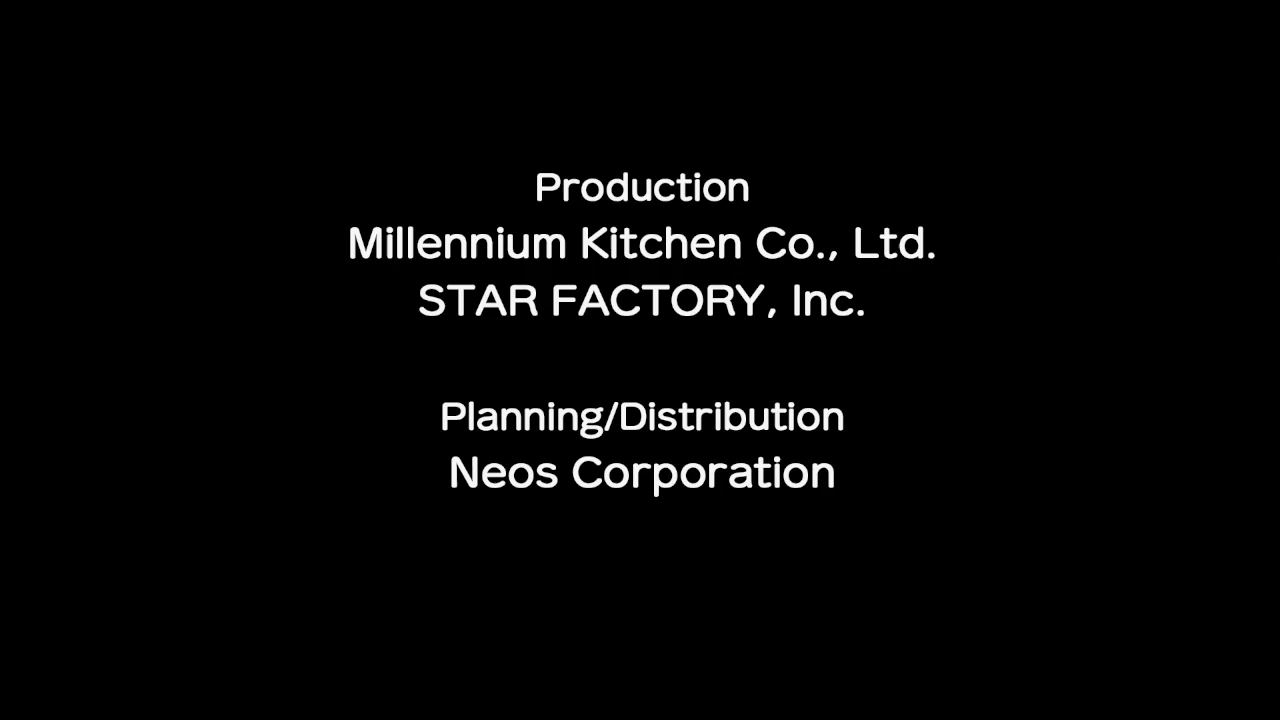 Production
Millennium Kitchen Co., Ltd.
STAR FACTORY, Inc.
Planning/Distribution
Neos Corporation